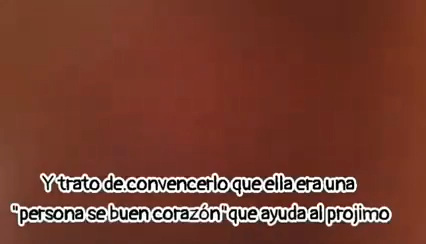 Y trato de convencerlo que ella era una
"persona se buen corazón"que ayuda al projimo